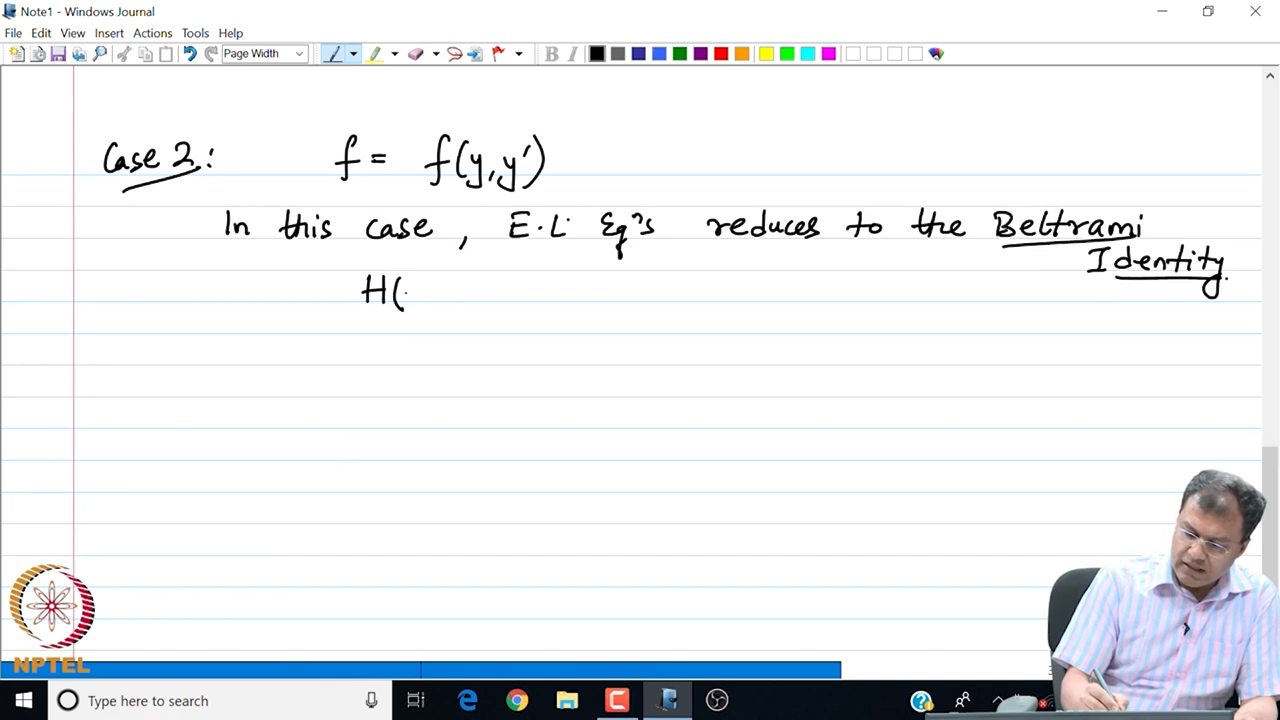 Note1 - Windows Journal
File Edit View Insert Actions Tools Help
Page Width
B I
Case 2: f = f(y,y')
In this case, E.L Eq's reduces to the Beltrami
Identity.
H(
NPTEL
Type here to search